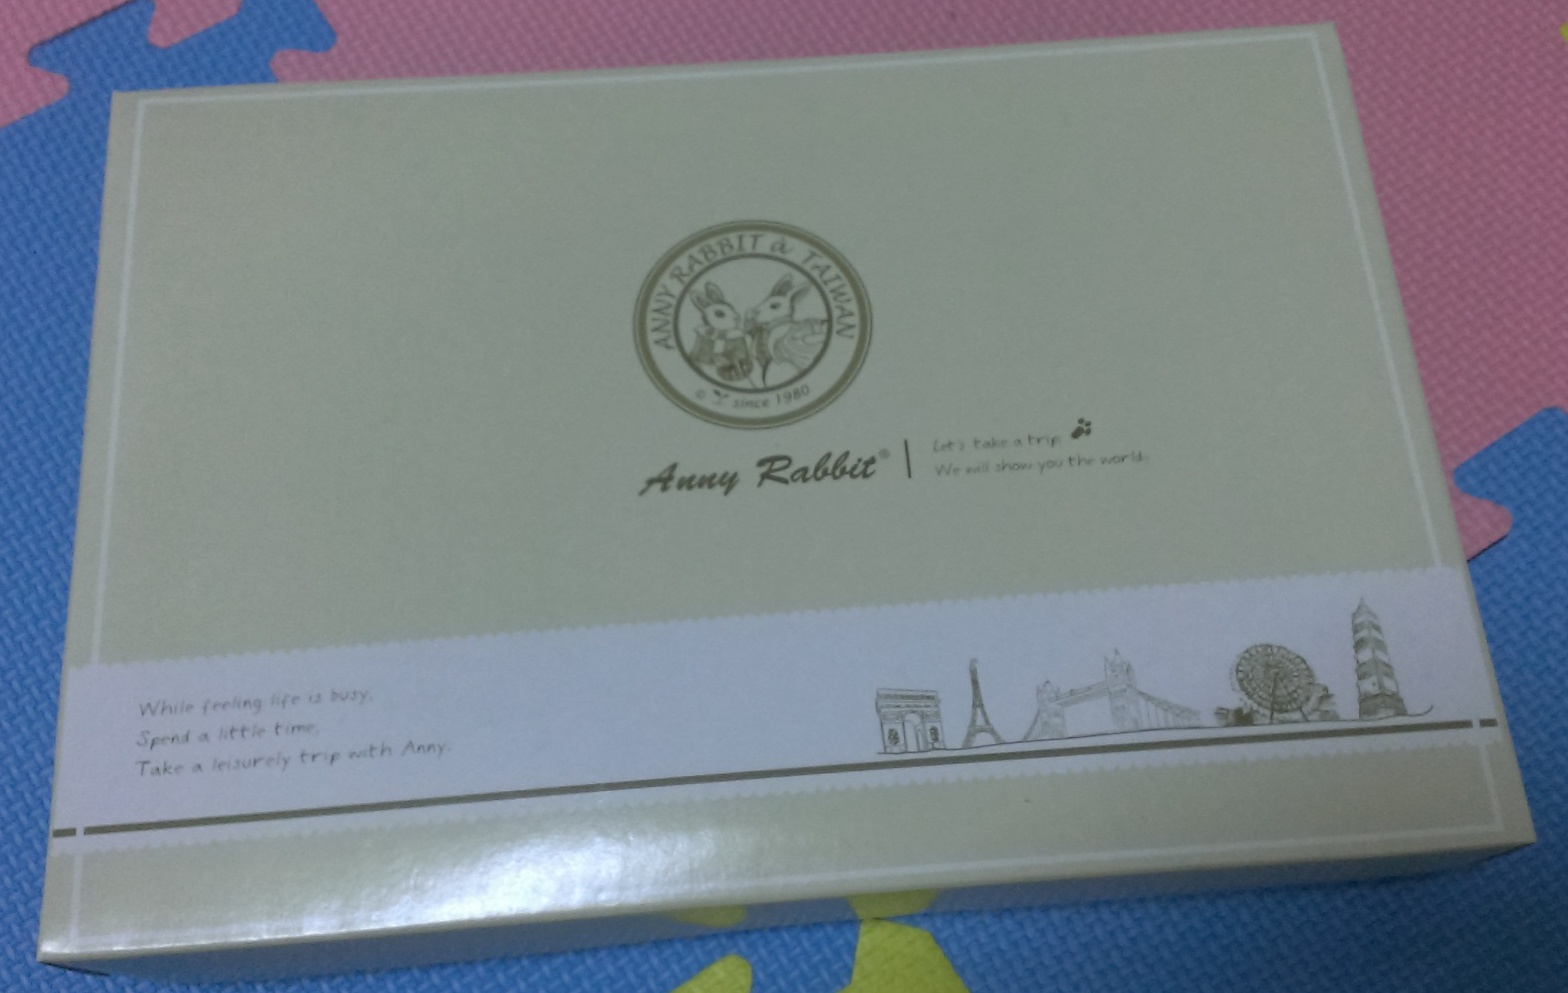 ANNY RABBIT à TAIWAN
© since 1980
Anny Rabbit®
Let's take a trip
We will show you the world.
While feeling life is busy,
Spend a little time,
Take a leisurely trip with Anny.